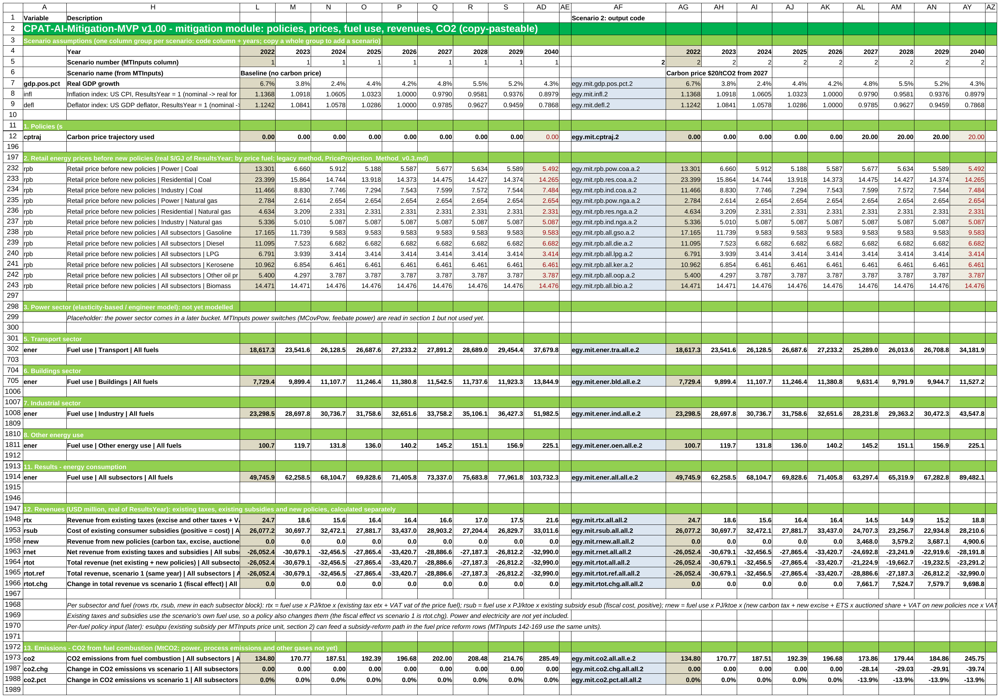 A H L M N O P Q R S AD AE AF AG AH AI AJ AK AL AM AN AY AZ
1 Variable Description Scenario 2: output code
2 CPAT-AI-Mitigation-MVP v1.00 - mitigation module: policies, prices, fuel use, revenues, CO2 (copy-pasteable)
3 Scenario assumptions (one column group per scenario: code column + years; copy a whole group to add a scenario)
4 Year 2022 2023 2024 2025 2026 2027 2028 2029 2040 2022 2023 2024 2025 2026 2027 2028 2029 2040
5 Scenario number (MTInputs column) 1 1 1 1 1 1 1 1 1 2 2 2 2 2 2 2 2 2 2
6 Scenario name (from MTInputs) Baseline (no carbon price) Carbon price $20/tCO2 from 2027
7 gdp.pos.pct Real GDP growth 6.7% 3.8% 2.4% 4.4% 4.2% 4.8% 5.5% 5.2% 4.3% egy.mit.gdp.pos.pct.2 6.7% 3.8% 2.4% 4.4% 4.2% 4.8% 5.5% 5.2% 4.3%
8 infl Inflation index: US CPI, ResultsYear = 1 (nominal -> real for 1.1368 1.0918 1.0605 1.0323 1.0000 0.9790 0.9581 0.9376 0.8979 egy.mit.infl.2 1.1368 1.0918 1.0605 1.0323 1.0000 0.9790 0.9581 0.9376 0.8979
9 defl Deflator index: US GDP deflator, ResultsYear = 1 (nominal -> 1.1242 1.0841 1.0578 1.0286 1.0000 0.9785 0.9627 0.9459 0.7868 egy.mit.defl.2 1.1242 1.0841 1.0578 1.0286 1.0000 0.9785 0.9627 0.9459 0.7868
10
11 1. Policies (s
12 cptraj Carbon price trajectory used 0.00 0.00 0.00 0.00 0.00 0.00 0.00 0.00 0.00 egy.mit.cptraj.2 0.00 0.00 0.00 0.00 0.00 20.00 20.00 20.00 20.00
196
197 2. Retail energy prices before new policies (real $/GJ of ResultsYear; by price fuel; legacy method, PriceProjection_Method_v0.3.md)
232 rpb Retail price before new policies | Power | Coal 13.301 6.660 5.912 5.188 5.587 5.677 5.634 5.589 5.492 egy.mit.rpb.pow.coa.a.2 13.301 6.660 5.912 5.188 5.587 5.677 5.634 5.589 5.492
233 rpb Retail price before new policies | Residential | Coal 23.399 15.864 14.744 13.918 14.373 14.475 14.427 14.374 14.265 egy.mit.rpb.res.coa.a.2 23.399 15.864 14.744 13.918 14.373 14.475 14.427 14.374 14.265
234 rpb Retail price before new policies | Industry | Coal 11.466 8.830 7.746 7.294 7.543 7.599 7.572 7.544 7.484 egy.mit.rpb.ind.coa.a.2 11.466 8.830 7.746 7.294 7.543 7.599 7.572 7.544 7.484
235 rpb Retail price before new policies | Power | Natural gas 2.784 2.614 2.654 2.654 2.654 2.654 2.654 2.654 2.654 egy.mit.rpb.pow.nga.a.2 2.784 2.614 2.654 2.654 2.654 2.654 2.654 2.654 2.654
236 rpb Retail price before new policies | Residential | Natural gas 4.634 3.209 2.331 2.331 2.331 2.331 2.331 2.331 2.331 egy.mit.rpb.res.nga.a.2 4.634 3.209 2.331 2.331 2.331 2.331 2.331 2.331 2.331
237 rpb Retail price before new policies | Industry | Natural gas 5.336 5.010 5.087 5.087 5.087 5.087 5.087 5.087 5.087 egy.mit.rpb.ind.nga.a.2 5.336 5.010 5.087 5.087 5.087 5.087 5.087 5.087 5.087
238 rpb Retail price before new policies | All subsectors | Gasoline 17.165 11.739 9.583 9.583 9.583 9.583 9.583 9.583 9.583 egy.mit.rpb.all.gso.a.2 17.165 11.739 9.583 9.583 9.583 9.583 9.583 9.583 9.583
239 rpb Retail price before new policies | All subsectors | Diesel 11.095 7.523 6.682 6.682 6.682 6.682 6.682 6.682 6.682 egy.mit.rpb.all.die.a.2 11.095 7.523 6.682 6.682 6.682 6.682 6.682 6.682 6.682
240 rpb Retail price before new policies | All subsectors | LPG 6.791 3.939 3.414 3.414 3.414 3.414 3.414 3.414 3.414 egy.mit.rpb.all.lpg.a.2 6.791 3.939 3.414 3.414 3.414 3.414 3.414 3.414 3.414
241 rpb Retail price before new policies | All subsectors | Kerosene 10.962 6.854 6.461 6.461 6.461 6.461 6.461 6.461 6.461 egy.mit.rpb.all.ker.a.2 10.962 6.854 6.461 6.461 6.461 6.461 6.461 6.461 6.461
242 rpb Retail price before new policies | All subsectors | Other oil pr 5.400 4.297 3.787 3.787 3.787 3.787 3.787 3.787 3.787 egy.mit.rpb.all.oop.a.2 5.400 4.297 3.787 3.787 3.787 3.787 3.787 3.787 3.787
243 rpb Retail price before new policies | All subsectors | Biomass 14.471 14.471 14.476 14.476 14.476 14.476 14.476 14.476 14.476 egy.mit.rpb.all.bio.a.2 14.471 14.471 14.476 14.476 14.476 14.476 14.476 14.476 14.476
297
298 3. Power sector (elasticity-based / engineer model): not yet modelled
299 Placeholder: the power sector comes in a later bucket. MTInputs power switches (MCovPow, feebate power) are read in section 1 but not used yet.
300
301 5. Transport sector
302 ener Fuel use | Transport | All fuels 18,617.3 23,541.6 26,128.5 26,687.6 27,233.2 27,891.2 28,689.0 29,454.4 37,679.8 egy.mit.ener.tra.all.e.2 18,617.3 23,541.6 26,128.5 26,687.6 27,233.2 25,289.0 26,013.6 26,708.8 34,181.9
703
704 6. Buildings sector
705 ener Fuel use | Buildings | All fuels 7,729.4 9,899.4 11,107.7 11,246.4 11,380.8 11,542.5 11,737.6 11,923.3 13,844.9 egy.mit.ener.bld.all.e.2 7,729.4 9,899.4 11,107.7 11,246.4 11,380.8 9,631.4 9,791.9 9,944.7 11,527.2
1006
1007 7. Industrial sector
1008 ener Fuel use | Industry | All fuels 23,298.5 28,697.8 30,736.7 31,758.6 32,651.6 33,758.2 35,106.1 36,427.3 51,982.5 egy.mit.ener.ind.all.e.2 23,298.5 28,697.8 30,736.7 31,758.6 32,651.6 28,231.8 29,363.2 30,472.3 43,547.8
1809
1810 8. Other energy use
1811 ener Fuel use | Other energy use | All fuels 100.7 119.7 131.8 136.0 140.2 145.2 151.1 156.9 225.1 egy.mit.ener.oen.all.e.2 100.7 119.7 131.8 136.0 140.2 145.2 151.1 156.9 225.1
1912
1913 11. Results - energy consumption
1914 ener Fuel use | All subsectors | All fuels 49,745.9 62,258.5 68,104.7 69,828.6 71,405.8 73,337.0 75,683.8 77,961.8 103,732.3 egy.mit.ener.all.all.e.2 49,745.9 62,258.5 68,104.7 69,828.6 71,405.8 63,297.4 65,319.9 67,282.8 89,482.1
1915
1946
1947 12. Revenues (USD million, real of ResultsYear): existing taxes, existing subsidies and new policies, calculated separately
1948 rtx Revenue from existing taxes (excise and other taxes + VA 24.7 18.6 15.6 16.4 16.4 16.6 17.0 17.5 21.6 egy.mit.rtx.all.all.2 24.7 18.6 15.6 16.4 16.4 14.5 14.9 15.2 18.8
1953 rsub Cost of existing consumer subsidies (positive = cost) | A 26,077.2 30,697.7 32,472.1 27,881.7 33,437.0 28,903.2 27,204.4 26,829.7 33,011.6 egy.mit.rsub.all.all.2 26,077.2 30,697.7 32,472.1 27,881.7 33,437.0 24,707.3 23,256.7 22,934.8 28,210.6
1958 rnew Revenue from new policies (carbon tax, excise, auctione 0.0 0.0 0.0 0.0 0.0 0.0 0.0 0.0 0.0 egy.mit.rnew.all.all.2 0.0 0.0 0.0 0.0 0.0 3,468.0 3,579.2 3,687.1 4,900.6
1963 rnet Net revenue from existing taxes and subsidies | All subs -26,052.4 -30,679.1 -32,456.5 -27,865.4 -33,420.7 -28,886.6 -27,187.3 -26,812.2 -32,990.0 egy.mit.rnet.all.all.2 -26,052.4 -30,679.1 -32,456.5 -27,865.4 -33,420.7 -24,692.8 -23,241.9 -22,919.6 -28,191.8
1964 rtot Total revenue (net existing + new policies) | All subsecto -26,052.4 -30,679.1 -32,456.5 -27,865.4 -33,420.7 -28,886.6 -27,187.3 -26,812.2 -32,990.0 egy.mit.rtot.all.all.2 -26,052.4 -30,679.1 -32,456.5 -27,865.4 -33,420.7 -21,224.9 -19,662.7 -19,232.5 -23,291.2
1965 rtot.ref Total revenue, scenario 1 (same year) | All subsectors | A -26,052.4 -30,679.1 -32,456.5 -27,865.4 -33,420.7 -28,886.6 -27,187.3 -26,812.2 -32,990.0 egy.mit.rtot.ref.all.all.2 -26,052.4 -30,679.1 -32,456.5 -27,865.4 -33,420.7 -28,886.6 -27,187.3 -26,812.2 -32,990.0
1966 rtot.chg Change in total revenue vs scenario 1 (fiscal effect) | All 0.0 0.0 0.0 0.0 0.0 0.0 0.0 0.0 0.0 egy.mit.rtot.chg.all.all.2 0.0 0.0 0.0 0.0 0.0 7,661.7 7,524.7 7,579.7 9,698.8
1967
1968 Per subsector and fuel (rows rtx, rsub, rnew in each subsector block): rtx = fuel use x PJ/ktoe x (existing tax etx + VAT vat of the price fuel); rsub = fuel use x PJ/ktoe x existing subsidy esub (fiscal cost, positive); rnew = fuel use x PJ/ktoe x (new carbon tax + new excise + ETS x auctioned share + VAT on new policies nce x VAT
1969 Existing taxes and subsidies use the scenario's own fuel use, so a policy also changes them (the fiscal effect vs scenario 1 is rtot.chg). Power and electricity are not yet included.
1970 Per-fuel policy input (later): esubpu (existing subsidy per MTInputs price unit, section 2) can feed a subsidy-reform path in the fuel price reform rows (MTInputs 142-169 use the same units).
1971
1972 13. Emissions - CO2 from fuel combustion (MtCO2; power, process emissions and other gases not yet)
1973 co2 CO2 emissions from fuel combustion | All subsectors | A 134.80 170.77 187.51 192.39 196.68 202.00 208.48 214.76 285.49 egy.mit.co2.all.all.e.2 134.80 170.77 187.51 192.39 196.68 173.86 179.44 184.86 245.75
1987 co2.chg Change in CO2 emissions vs scenario 1 | All subsectors 0.00 0.00 0.00 0.00 0.00 0.00 0.00 0.00 0.00 egy.mit.co2.chg.all.all.2 0.00 0.00 0.00 0.00 0.00 -28.14 -29.03 -29.91 -39.74
1988 co2.pct Change in CO2 emissions vs scenario 1 | All subsectors 0.0% 0.0% 0.0% 0.0% 0.0% 0.0% 0.0% 0.0% 0.0% egy.mit.co2.pct.all.all.2 0.0% 0.0% 0.0% 0.0% 0.0% -13.9% -13.9% -13.9% -13.9%
1989